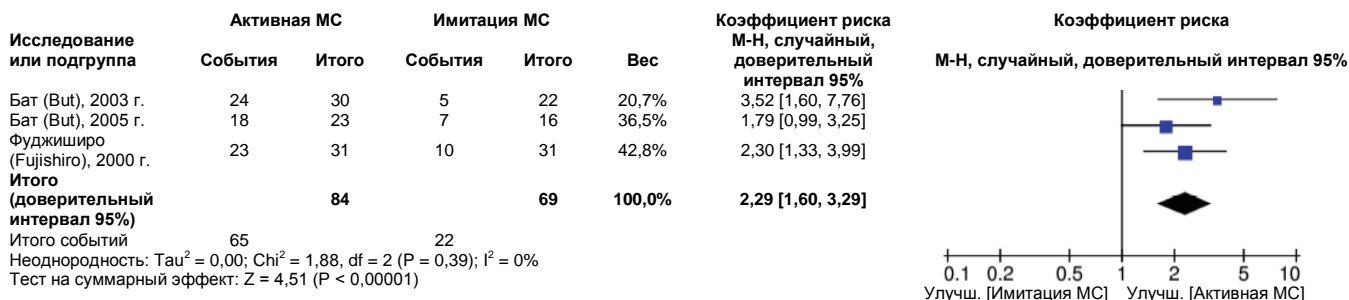 Активная МС Имитация МС Коэффициент риска Коэффициент риска
Исследование или подгруппа События Итого События Итого Вес М-Н, случайный, доверительный интервал 95% М-Н, случайный, доверительный интервал 95%
Бат (But), 2003 г. 24 30 5 22 20,7% 3,52 [1,60, 7,76]
Бат (But), 2005 г. 18 23 7 16 36,5% 1,79 [0,99, 3,25]
Фуджиширо
(Fujishiro), 2000 г. 23 31 10 31 42,8% 2,30 [1,33, 3,99]
Итого
(доверительный 84 69 100,0% 2,29 [1,60, 3,29]
интервал 95%)
Итого событий 65 22
Неоднородность: Tau² = 0,00; Chi² = 1,88, df = 2 (P = 0,39); I² = 0%
Тест на суммарный эффект: Z = 4,51 (P < 0,00001)
0.1 0.2 0.5 1 2 5 10
Улучш. [Имитация МС] Улучш. [Активная МС]